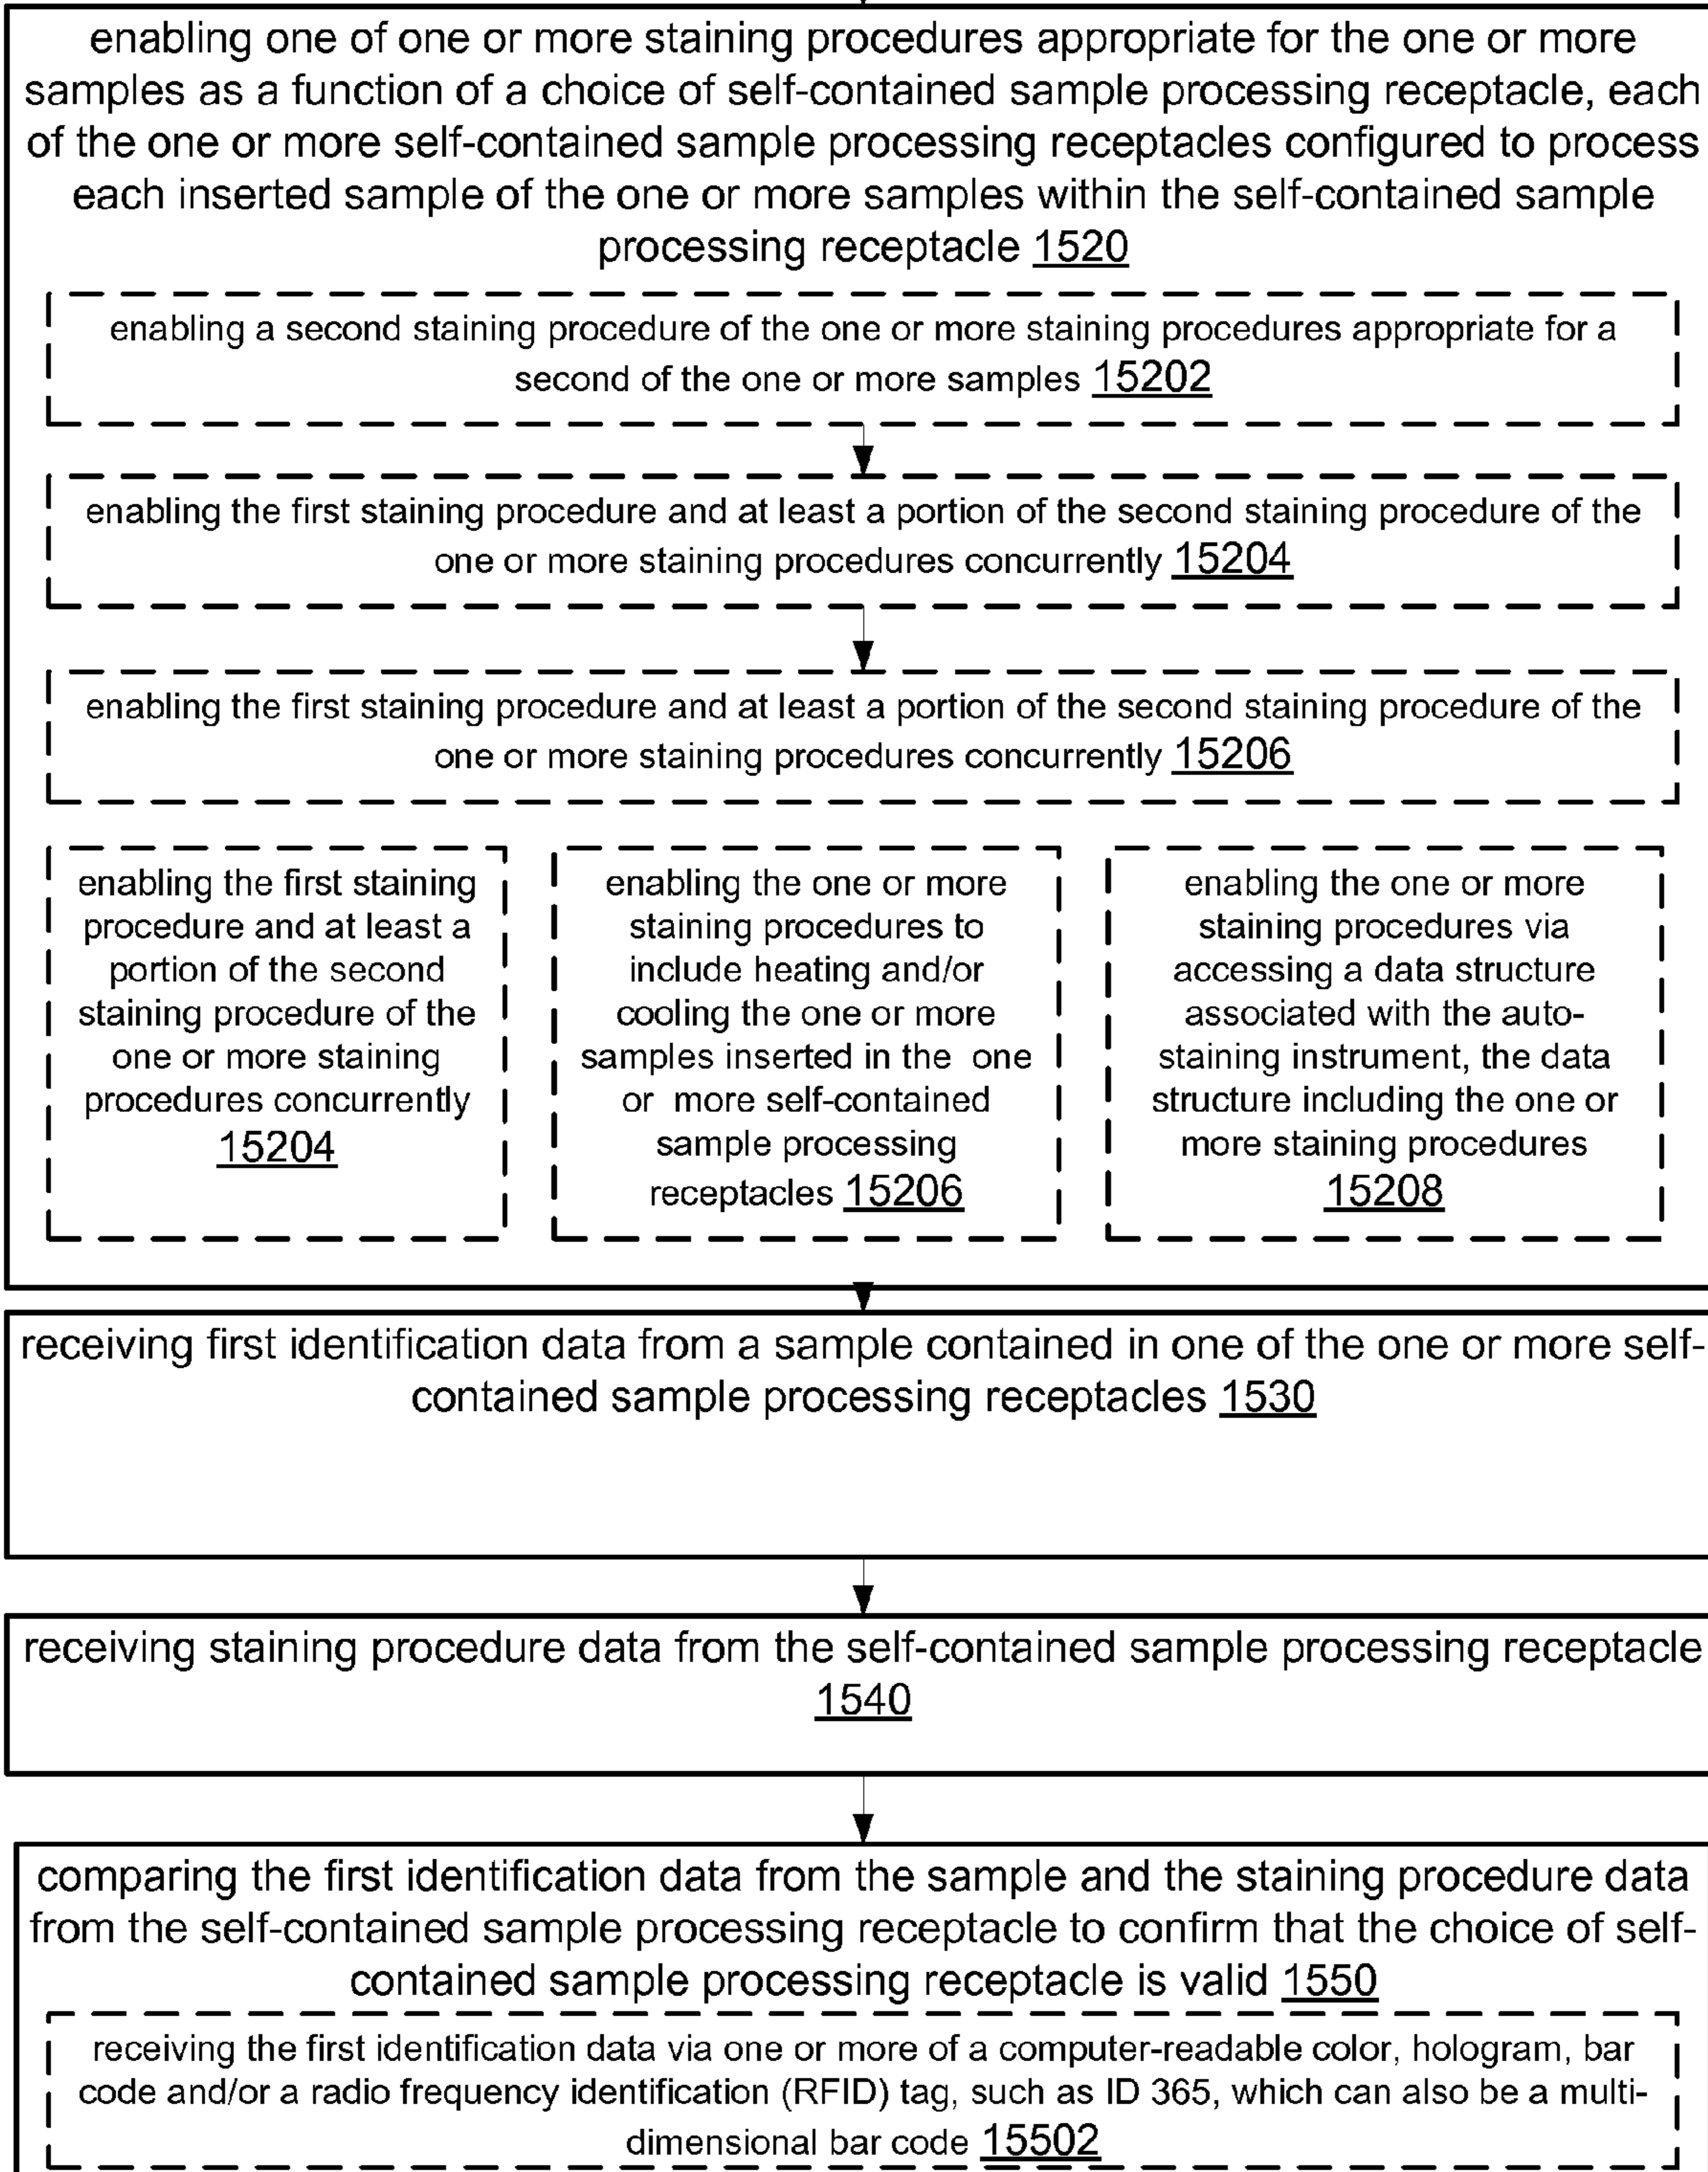 enabling one of one or more staining procedures appropriate for the one or more
samples as a function of a choice of self-contained sample processing receptacle, each
of the one or more self-contained sample processing receptacles configured to process
each inserted sample of the one or more samples within the self-contained sample
processing receptacle 1520
enabling a second staining procedure of the one or more staining procedures appropriate for a
second of the one or more samples 15202
enabling the first staining procedure and at least a portion of the second staining procedure of the
one or more staining procedures concurrently 15204
enabling the first staining procedure and at least a portion of the second staining procedure of the
one or more staining procedures concurrently 15206
enabling the first staining
procedure and at least a
portion of the second
staining procedure of the
one or more staining
procedures concurrently
15204
enabling the one or more
staining procedures to
include heating and/or
cooling the one or more
samples inserted in the one
or more self-contained
sample processing
receptacles 15206
enabling the one or more
staining procedures via
accessing a data structure
associated with the auto-
staining instrument, the data
structure including the one or
more staining procedures
15208
receiving first identification data from a sample contained in one of the one or more self-
contained sample processing receptacles 1530
receiving staining procedure data from the self-contained sample processing receptacle
1540
comparing the first identification data from the sample and the staining procedure data
from the self-contained sample processing receptacle to confirm that the choice of self-
contained sample processing receptacle is valid 1550
receiving the first identification data via one or more of a computer-readable color, hologram, bar
code and/or a radio frequency identification (RFID) tag, such as ID 365, which can also be a multi-
dimensional bar code 15502